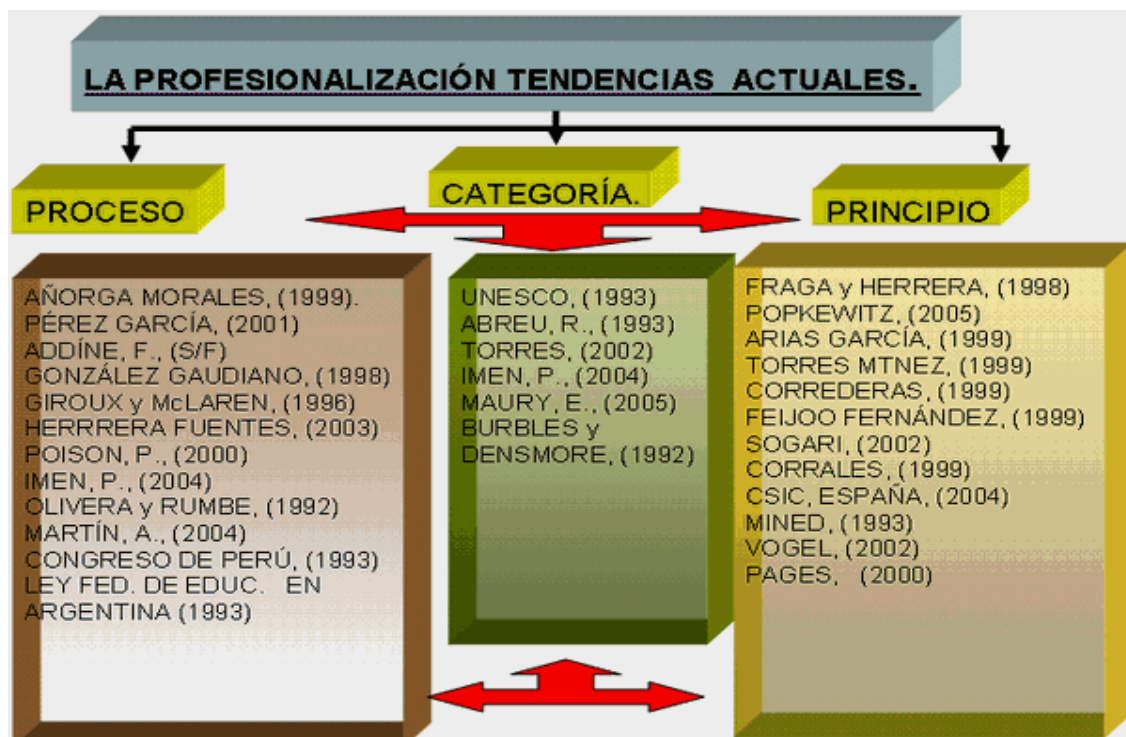 LA PROFESIONALIZACIÓN TENDENCIAS ACTUALES.
PROCESO
CATEGORÍA.
PRINCIPIO
AÑORGA MORALES, (1999).
PÉREZ GARCÍA, (2001)
ADDÍNE, F., (S/F)
GONZÁLEZ GAUDIANO, (1998)
GIROUX y McLAREN, (1996)
HERRRERA FUENTES, (2003)
POISON, P., (2000)
IMEN, P., (2004)
OLIVERA y RUMBE, (1992)
MARTÍN, A., (2004)
CONGRESO DE PERÚ, (1993)
LEY FED. DE EDUC. EN
ARGENTINA (1993)
UNESCO, (1993)
ABREU, R., (1993)
TORRES, (2002)
IMEN, P., (2004)
MAURY, E., (2005)
BURBLES y
DENSMORE, (1992)
FRAGA y HERRERA, (1998)
POPKEWITZ, (2005)
ARIAS GARCÍA, (1999)
TORRES MTNEZ, (1999)
CORREDERAS, (1999)
FEIJOO FERNÁNDEZ, (1999)
SOGARI, (2002)
CORRALES, (1999)
CSIC, ESPAÑA, (2004)
MINED, (1993)
VOGEL, (2002)
PAGES, (2000)